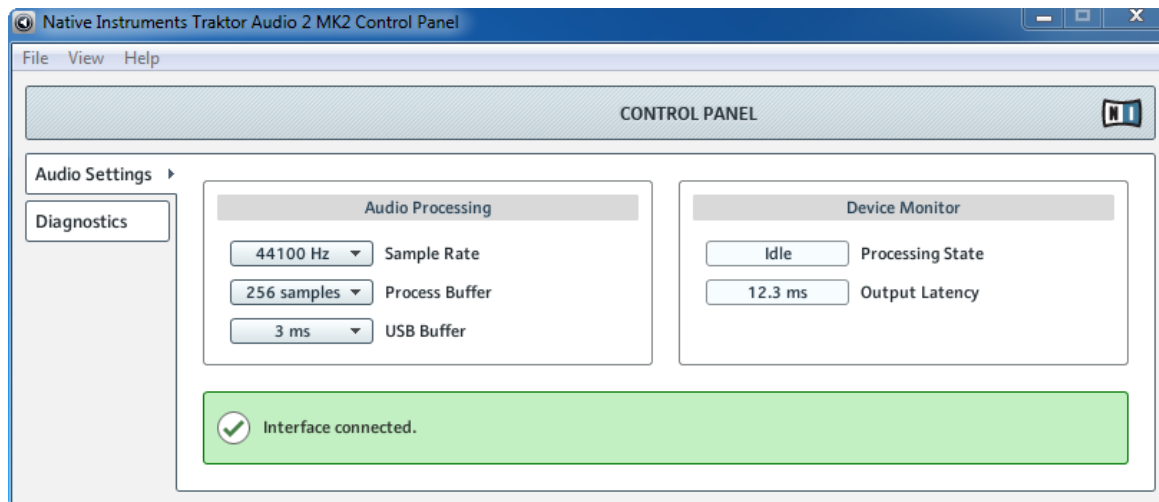 Native Instruments Traktor Audio 2 MK2 Control Panel
File View Help
CONTROL PANEL
NI
Audio Settings
Diagnostics
Audio Processing
44100 Hz Sample Rate
256 samples Process Buffer
3 ms USB Buffer
Device Monitor
Idle Processing State
12.3 ms Output Latency
Interface connected.